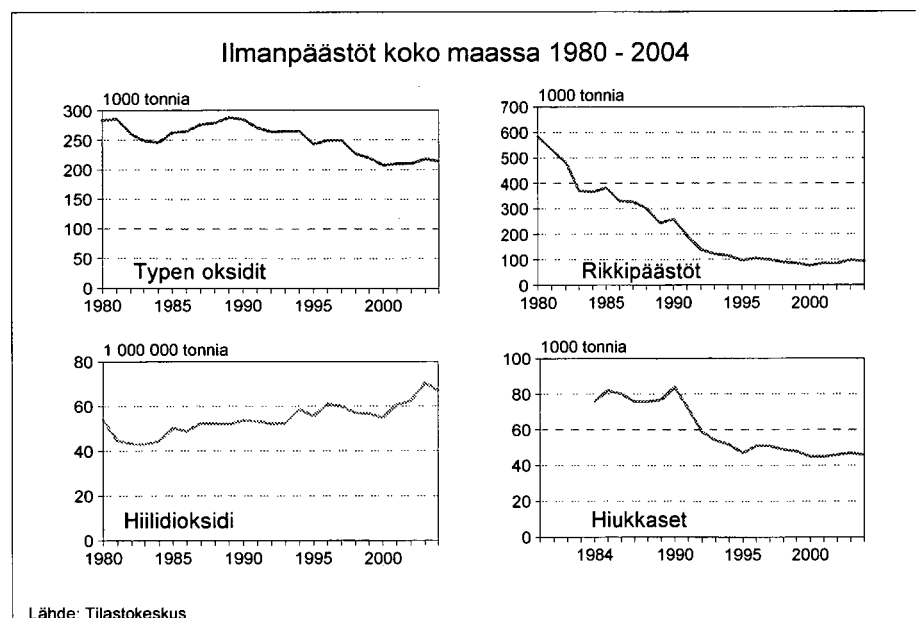 Ilmanpäästöt koko maassa 1980 - 2004
1000 tonnia
300
250
200
150
100
50
0
Typen oksidit
1980 1985 1990 1995 2000
1000 tonnia
700
600
500
400
300
200
100
0
Rikkipäästöt
1980 1985 1990 1995 2000
1 000 000 tonnia
80
60
40
20
0
Hiilidioksidi
1980 1985 1990 1995 2000
1000 tonnia
100
80
60
40
20
0
Hiukkaset
1984 1990 1995 2000
Lähde: Tilastokeskus